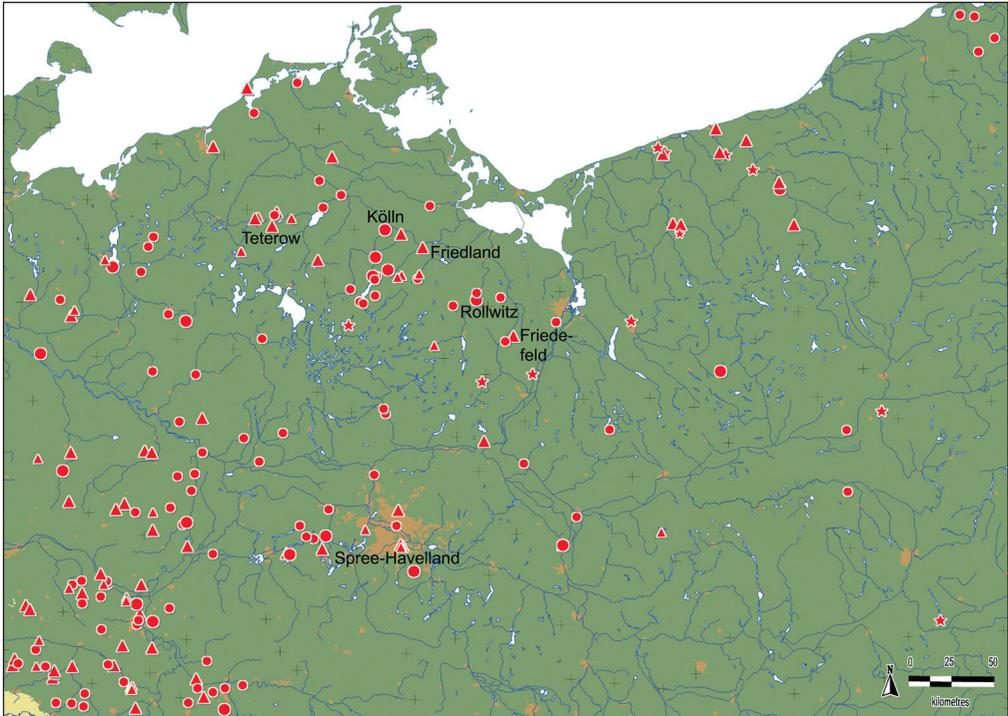 Kölln
Teterow
Friedland
Rollwitz
Friede-
feld
Spree-Havelland
N
0 25 50
kilometres